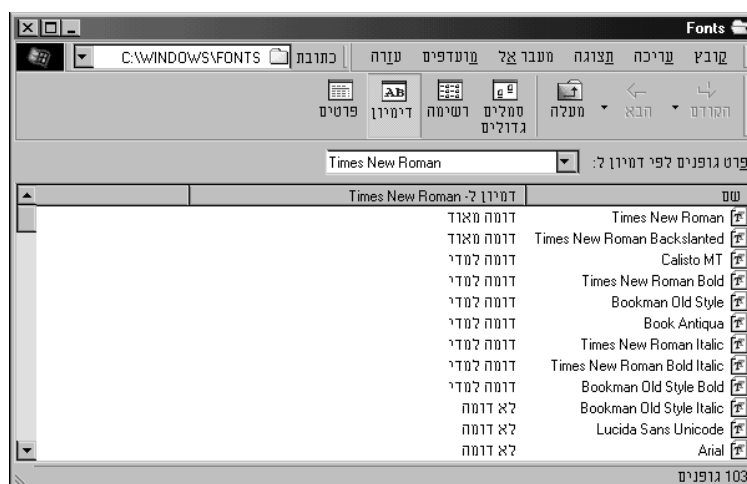 Fonts
קובץ עריכה תצוגה מעבר אל מועדפים עזרה כתובת C:\WINDOWS\FONTS
הקודם הבא מעלה סמלים גדולים רשימה דימיון פרטים
פרט גופנים לפי דמיון ל: Times New Roman
שם דמיון ל- Times New Roman
Times New Roman דומה מאוד
Times New Roman Backslanted דומה מאוד
Calisto MT דומה למדי
Times New Roman Bold דומה למדי
Bookman Old Style דומה למדי
Book Antiqua דומה למדי
Times New Roman Italic דומה למדי
Times New Roman Bold Italic דומה למדי
Bookman Old Style Bold דומה למדי
Bookman Old Style Italic לא דומה
Lucida Sans Unicode לא דומה
Arial לא דומה
103 גופנים